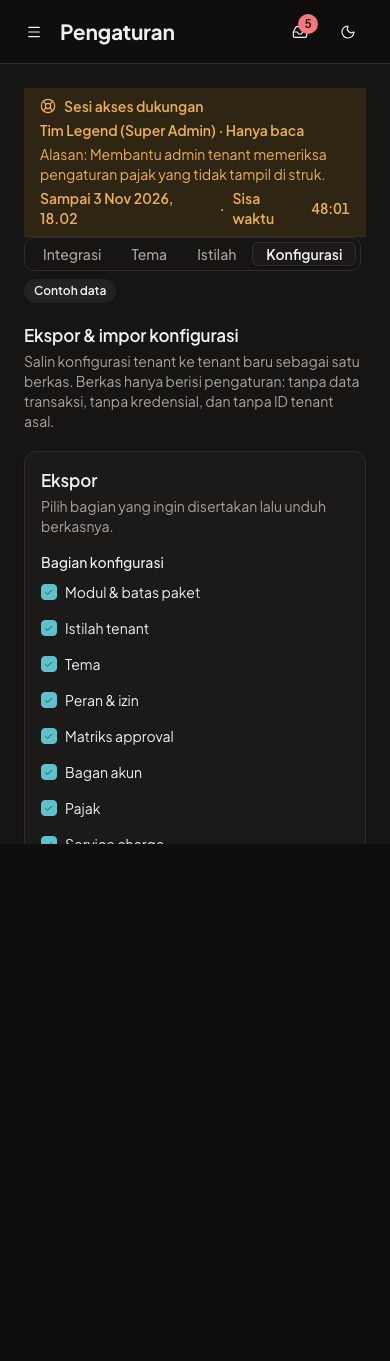 Pengaturan
5
Sesi akses dukungan
Tim Legend (Super Admin) · Hanya baca
Alasan: Membantu admin tenant memeriksa
pengaturan pajak yang tidak tampil di struk.
Sampai 3 Nov 2026, 18.02 · Sisa waktu 48:01
Integrasi Tema Istilah Konfigurasi
Contoh data
Ekspor & impor konfigurasi
Salin konfigurasi tenant ke tenant baru sebagai satu
berkas. Berkas hanya berisi pengaturan: tanpa data
transaksi, tanpa kredensial, dan tanpa ID tenant
asal.
Ekspor
Pilih bagian yang ingin disertakan lalu unduh
berkasnya.
Bagian konfigurasi
Modul & batas paket
Istilah tenant
Tema
Peran & izin
Matriks approval
Bagan akun
Pajak
Service charge